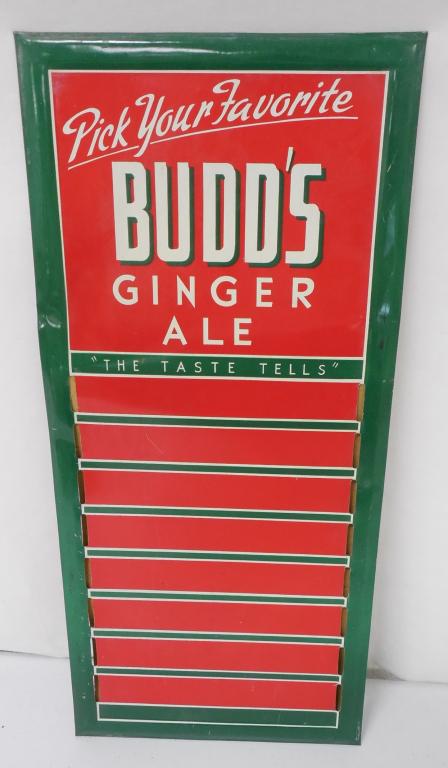 Pick Your Favorite
BUDD'S
GINGER
ALE
"THE TASTE TELLS"